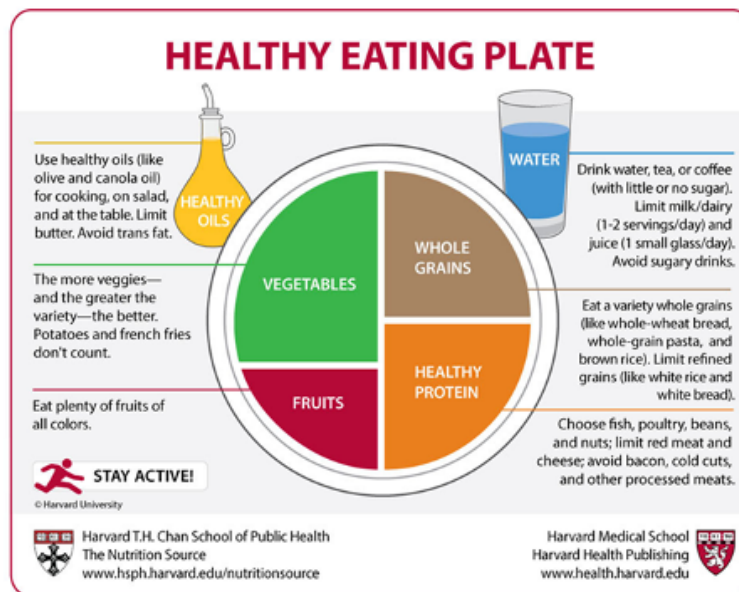 HEALTHY EATING PLATE
Use healthy oils (like
olive and canola oil)
for cooking, on salad,
and at the table. Limit
butter. Avoid trans fat.
HEALTHY
OILS
The more veggies—
and the greater the
variety—the better.
Potatoes and french fries
don't count.
Eat plenty of fruits of
all colors.
VEGETABLES
FRUITS
WHOLE
GRAINS
HEALTHY
PROTEIN
WATER
Drink water, tea, or coffee
(with little or no sugar).
Limit milk/dairy
(1-2 servings/day) and
juice (1 small glass/day).
Avoid sugary drinks.
Eat a variety whole grains
(like whole-wheat bread,
whole-grain pasta, and
brown rice). Limit refined
grains (like white rice and
white bread).
Choose fish, poultry, beans,
and nuts; limit red meat and
cheese; avoid bacon, cold cuts,
and other processed meats.
STAY ACTIVE!
© Harvard University
Harvard T.H. Chan School of Public Health
The Nutrition Source
www.hsph.harvard.edu/nutritionsource
Harvard Medical School
Harvard Health Publishing
www.health.harvard.edu